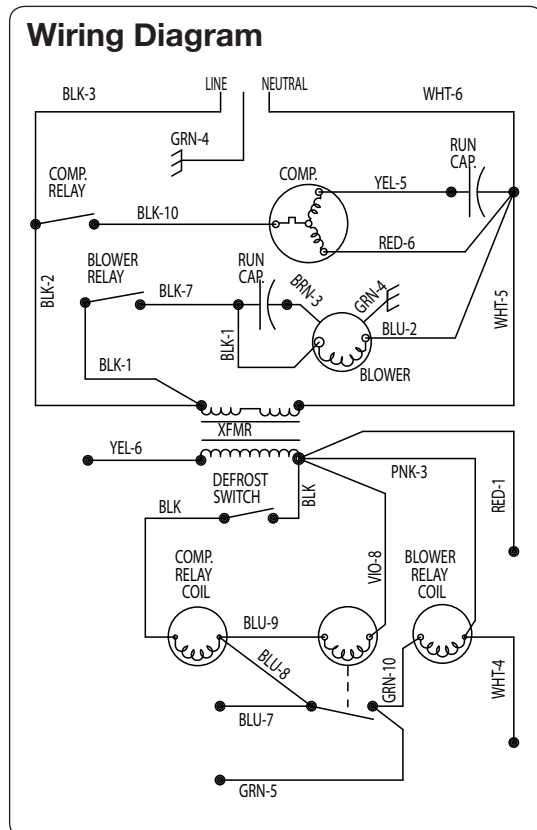 Wiring Diagram
LINE
NEUTRAL
BLK-3
WHT-6
GRN-4
RUN
CAP.
COMP.
RELAY
COMP.
YEL-5
BLK-10
RED-6
BLK-2
BLOWER
RELAY
RUN
CAP.
BLK-7
BRN-3
GRN-4
WHT-5
BLK-1
BLU-2
BLK-1
BLOWER
XFMR
YEL-6
PNK-3
RED-1
DEFROST
SWITCH
BLK
BLK
COMP.
RELAY
COIL
VIO-8
BLOWER
RELAY
COIL
BLU-9
BLU-8
GRN-10
WHT-4
BLU-7
GRN-5